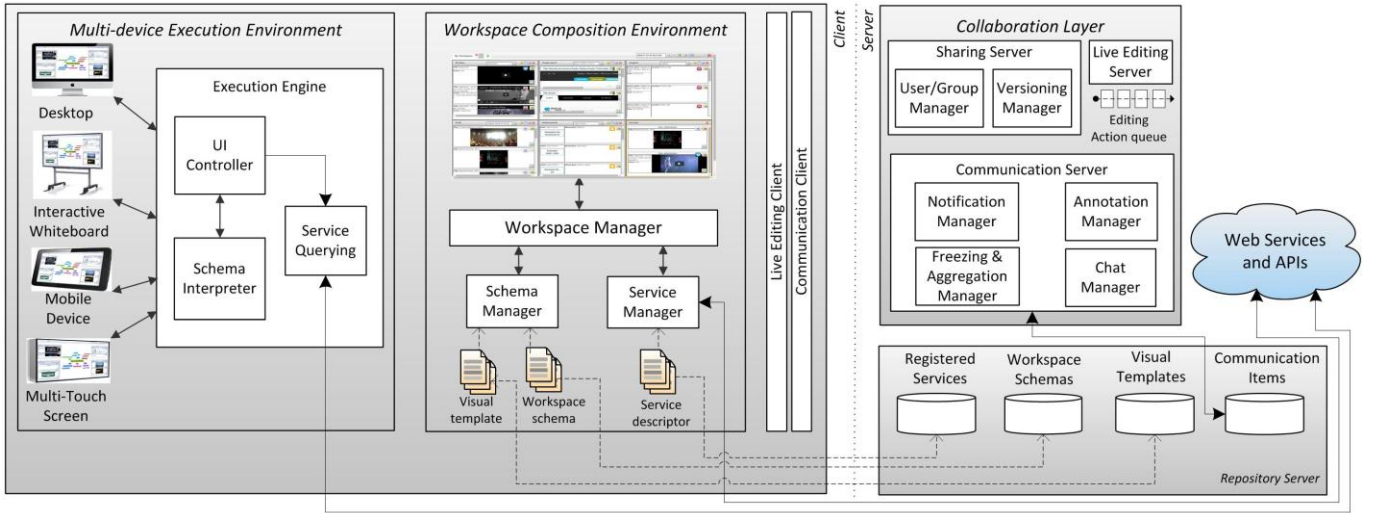 Multi-device Execution Environment
Desktop
Interactive
Whiteboard
Mobile
Device
Multi-Touch
Screen
Execution Engine
UI
Controller
Schema
Interpreter
Service
Querying
Workspace Composition Environment
Workspace Manager
Schema
Manager
Service
Manager
Visual
template
Workspace
schema
Service
descriptor
Live Editing Client
Communication Client
Client
Server
Collaboration Layer
Sharing Server
User/Group
Manager
Versioning
Manager
Live Editing
Server
Editing
Action queue
Communication Server
Notification
Manager
Annotation
Manager
Freezing &
Aggregation
Manager
Chat
Manager
Web Services
and APIs
Registered
Services
Workspace
Schemas
Visual
Templates
Communication
Items
Repository Server